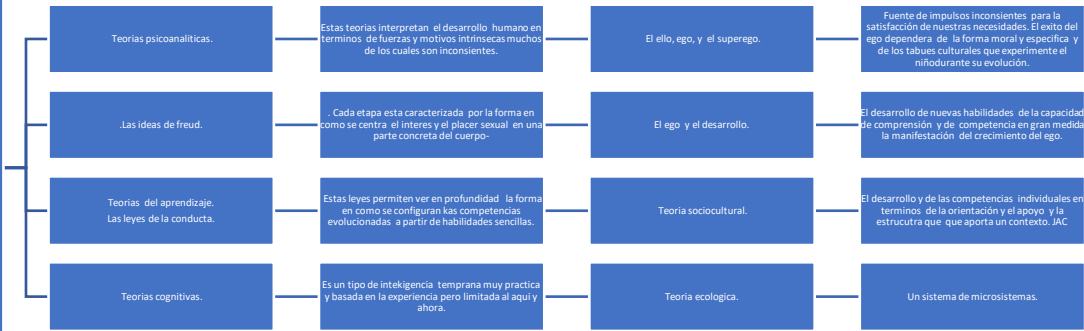 Teorias psicoanaliticas.
Estas teorias interpretan el desarrollo humano en
terminos de fuerzas y motivos intrinsecas muchos
de los cuales son inconsientes.
El ello, ego, y el superego.
Fuente de impulsos inconsientes para la
satisfacción de nuestras necesidades. El exito del
ego dependera de la forma moral y especifica y
de los tabues culturales que experimente el
niñodurante su evolución.
.Las ideas de freud.
. Cada etapa esta caracterizada por la forma en
como se centra el interes y el placer sexual en una
parte concreta del cuerpo-
El ego y el desarrollo.
El desarrollo de nuevas habilidades de la capacidad
de comprensión y de competencia en gran medida
la manifestación del crecimiento del ego.
Teorias del aprendizaje.
Las leyes de la conducta.
Estas leyes permiten ver en profundidad la forma
en como se configuran kas competencias
evolucionadas a partir de habilidades sencillas.
Teoria sociocultural.
El desarrollo y de las competencias individuales en
terminos de la orientación y el apoyo y la
estrucutra que que aporta un contexto. JAC
Teorias cognitivas.
Es un tipo de intekigencia temprana muy practica
y basada en la experiencia pero limitada al aqui y
ahora.
Teoria ecologica.
Un sistema de microsistemas.